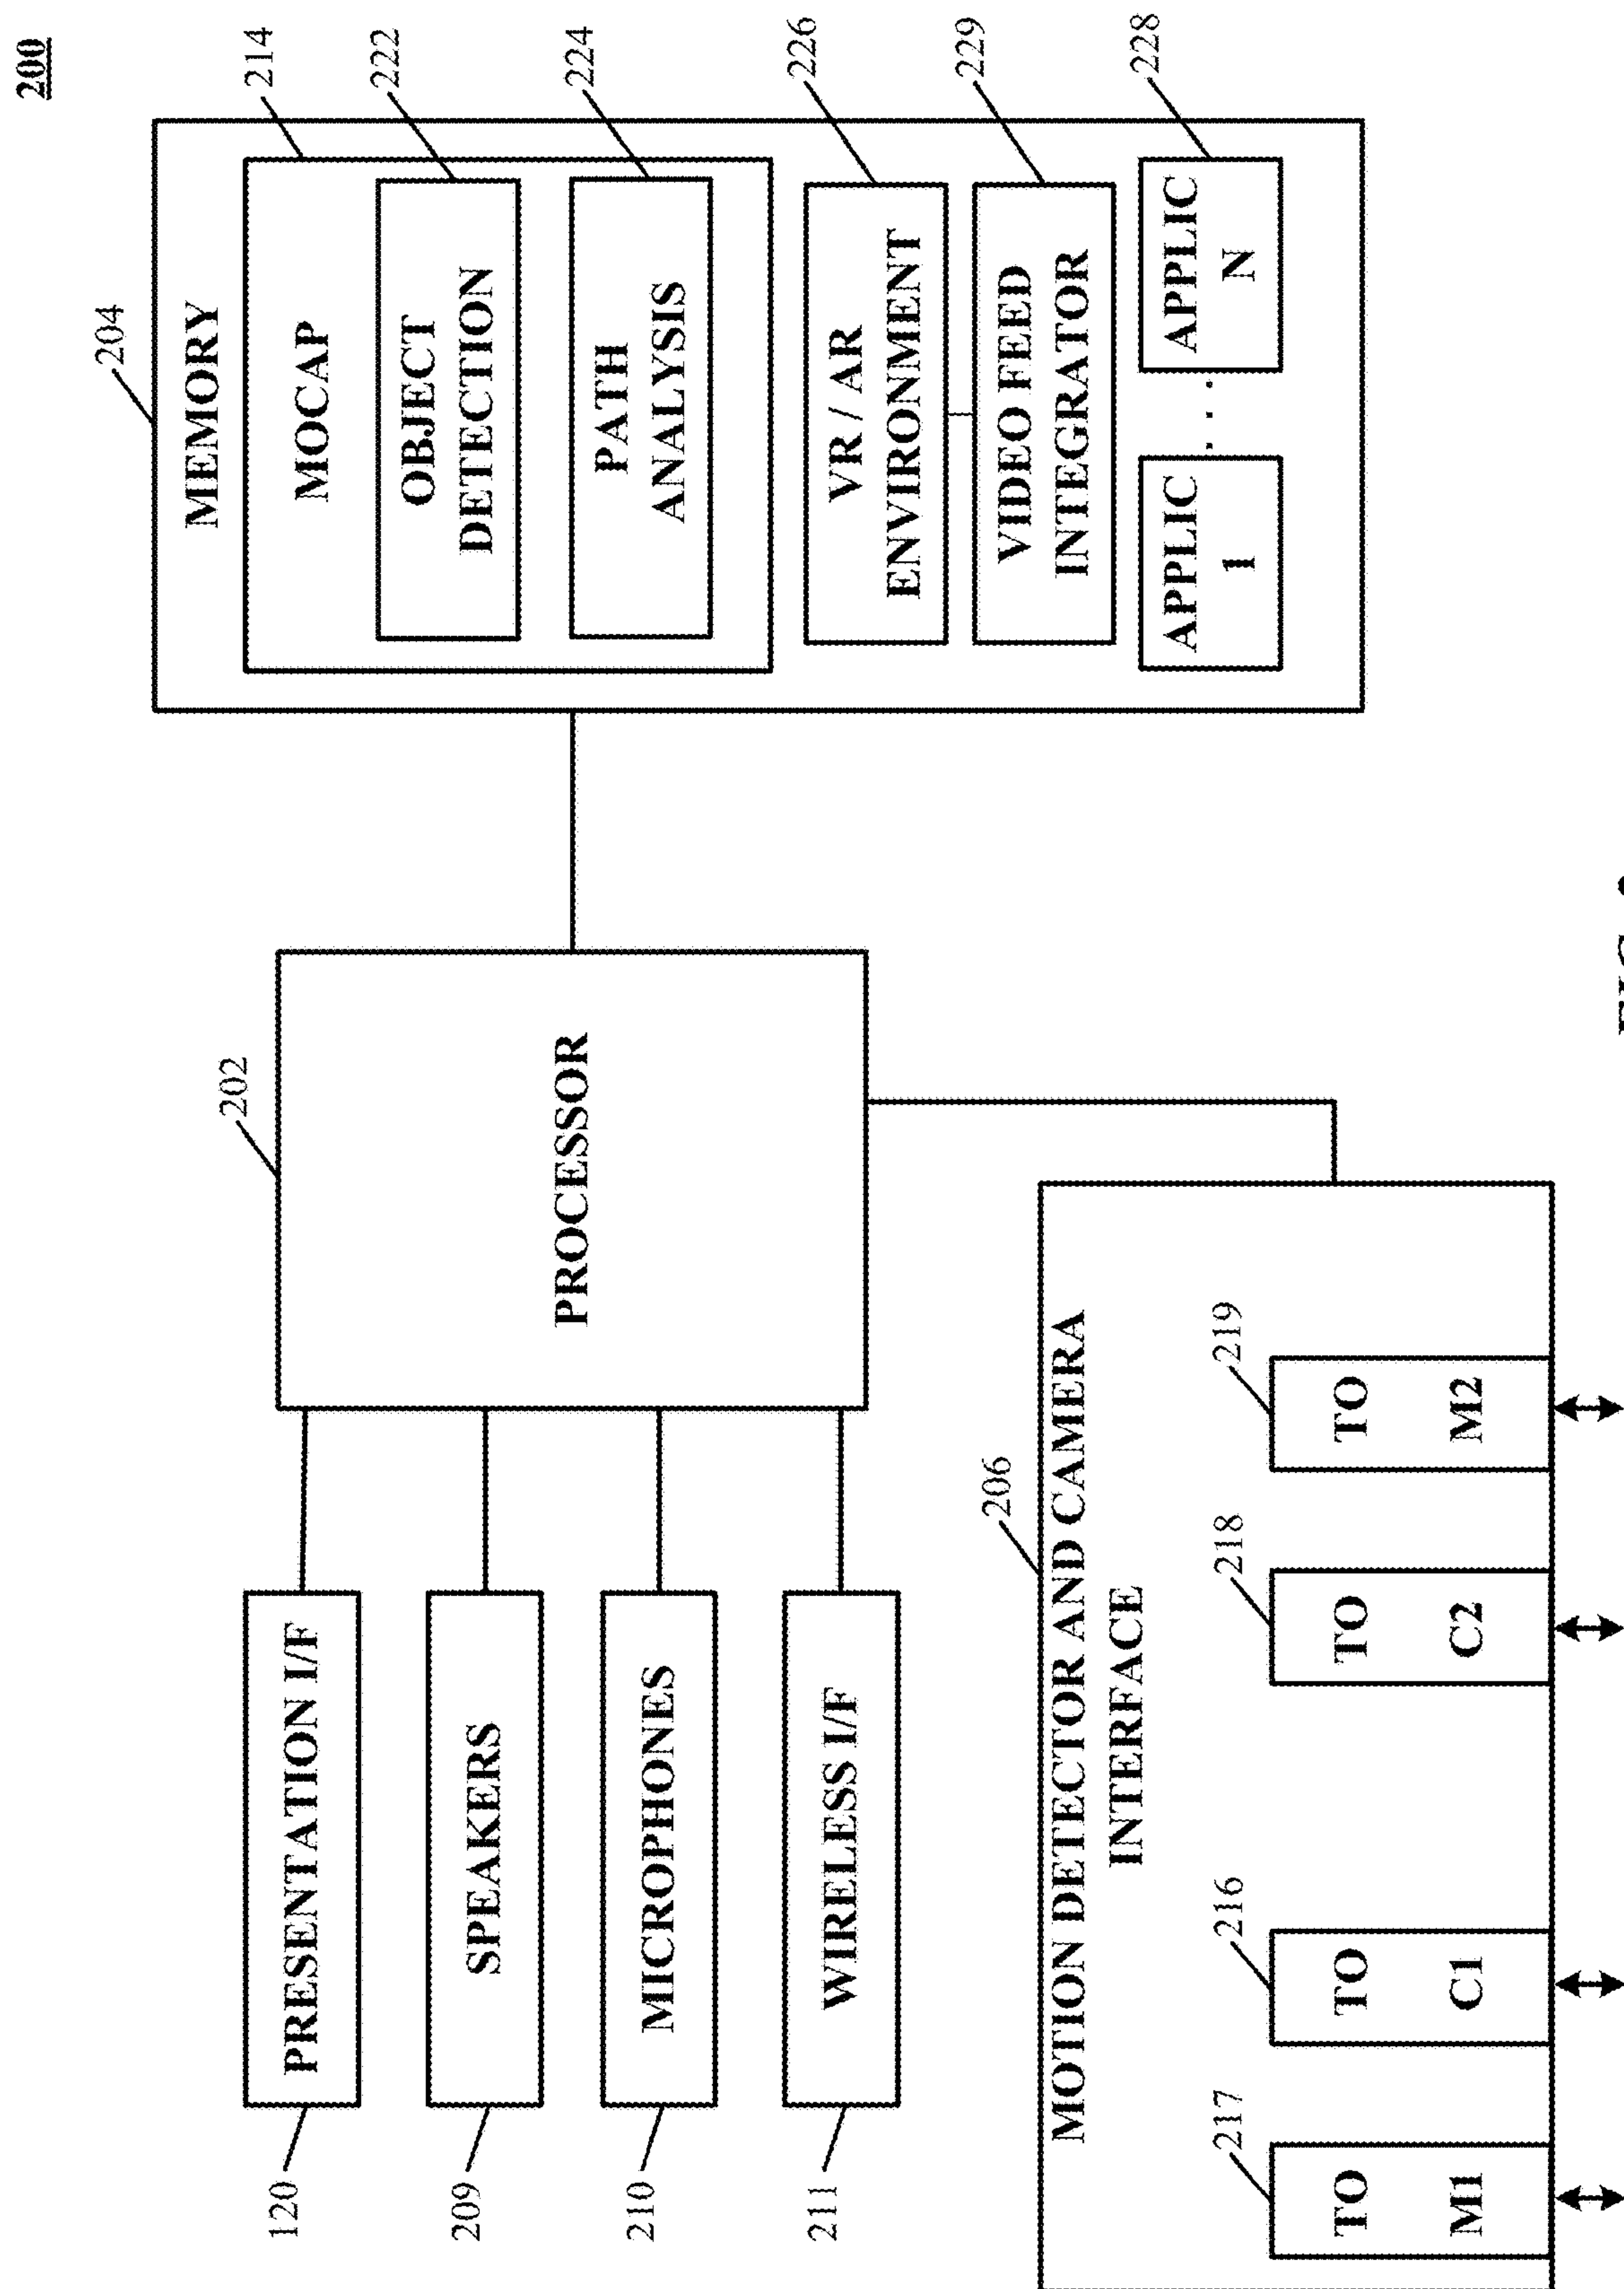 200
204
MEMORY
214
MOCAP
222
OBJECT
DETECTION
224
PATH
ANALYSIS
226
VR / AR
ENVIRONMENT
229
VIDEO FEED
INTEGRATOR
228
APPLIC
1
. . .
APPLIC
N
202
PROCESSOR
120
PRESENTATION I/F
209
SPEAKERS
210
MICROPHONES
211
WIRELESS I/F
206
MOTION DETECTOR AND CAMERA
INTERFACE
217
TO
M1
216
TO
C1
218
TO
C2
219
TO
M2